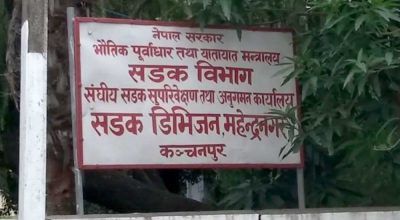 नेपाल सरकार
भौतिक पूर्वाधार तथा यातायात मन्त्रालय
सडक विभाग
संघीय सडक सुपरिवेक्षण तथा अनुगमन कार्यालय
सडक डिभिजन, महेन्द्रनगर
कञ्चनपुर